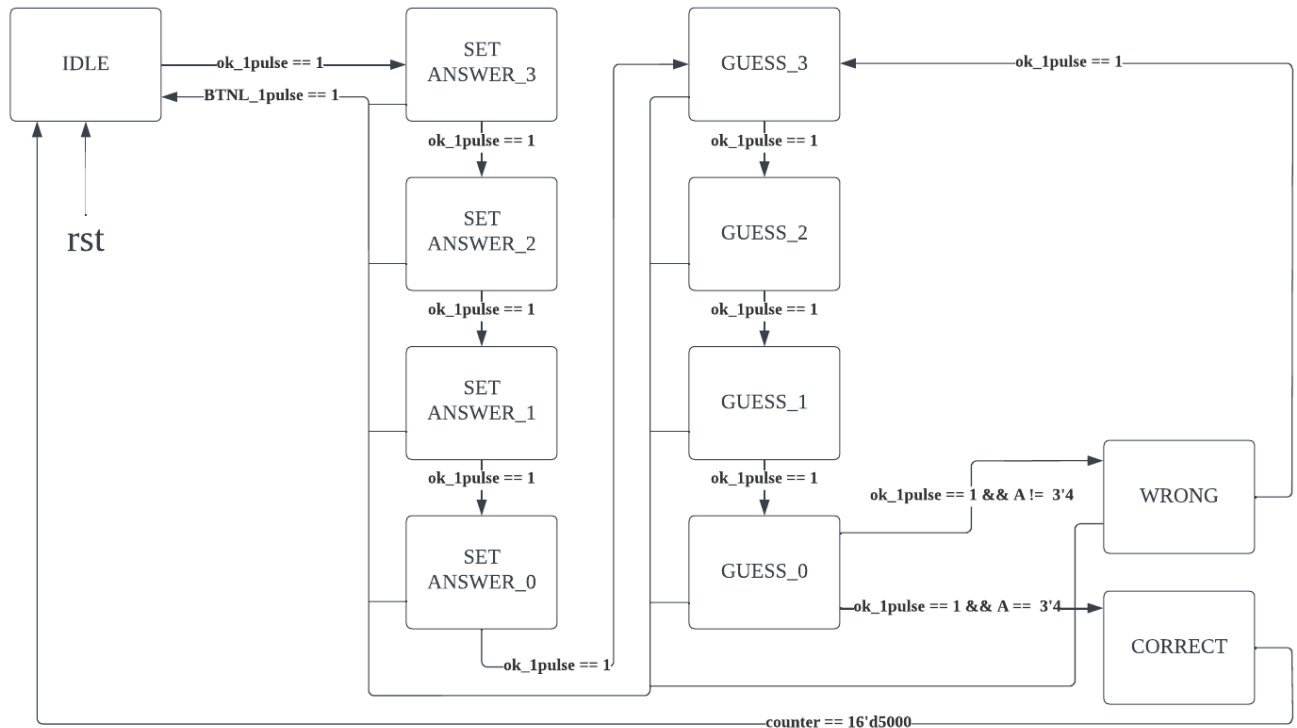 IDLE
ok_1pulse == 1
BTNL_1pulse == 1
rst
SET
ANSWER_3
ok_1pulse == 1
SET
ANSWER_2
ok_1pulse == 1
SET
ANSWER_1
ok_1pulse == 1
SET
ANSWER_0
ok_1pulse == 1
GUESS_3
ok_1pulse == 1
GUESS_2
ok_1pulse == 1
GUESS_1
ok_1pulse == 1
GUESS_0
ok_1pulse == 1
ok_1pulse == 1 && A != 3'4
WRONG
ok_1pulse == 1 && A == 3'4
CORRECT
counter == 16'd5000